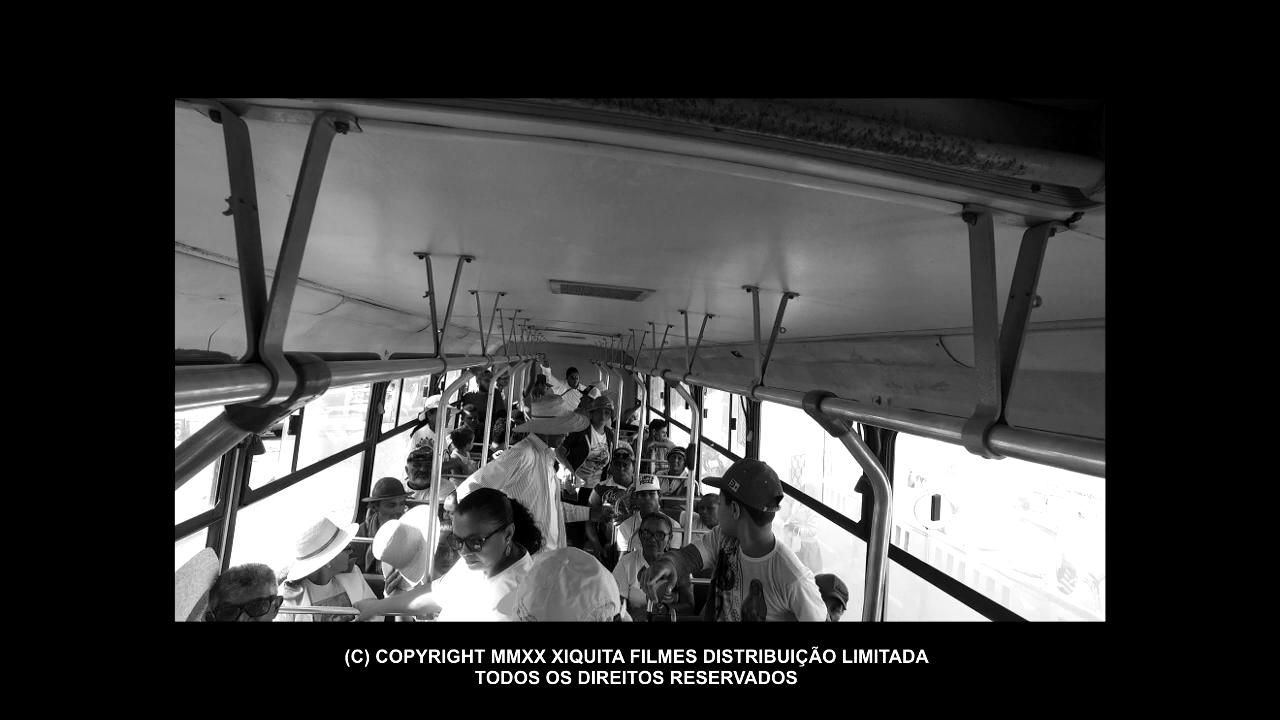 (C) COPYRIGHT MMXX XIQUITA FILMES DISTRIBUIÇÃO LIMITADA
TODOS OS DIREITOS RESERVADOS